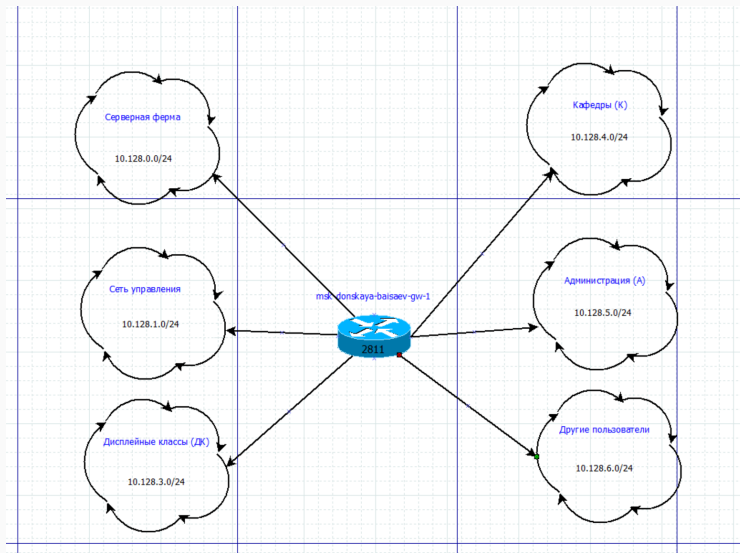 Серверная ферма
10.128.0.0/24
Кафедры (К)
10.128.4.0/24
Сеть управления
10.128.1.0/24
msk-donskaya-baisaev-gw-1
2811
Администрация (А)
10.128.5.0/24
Дисплейные классы (ДК)
10.128.3.0/24
Другие пользователи
10.128.6.0/24